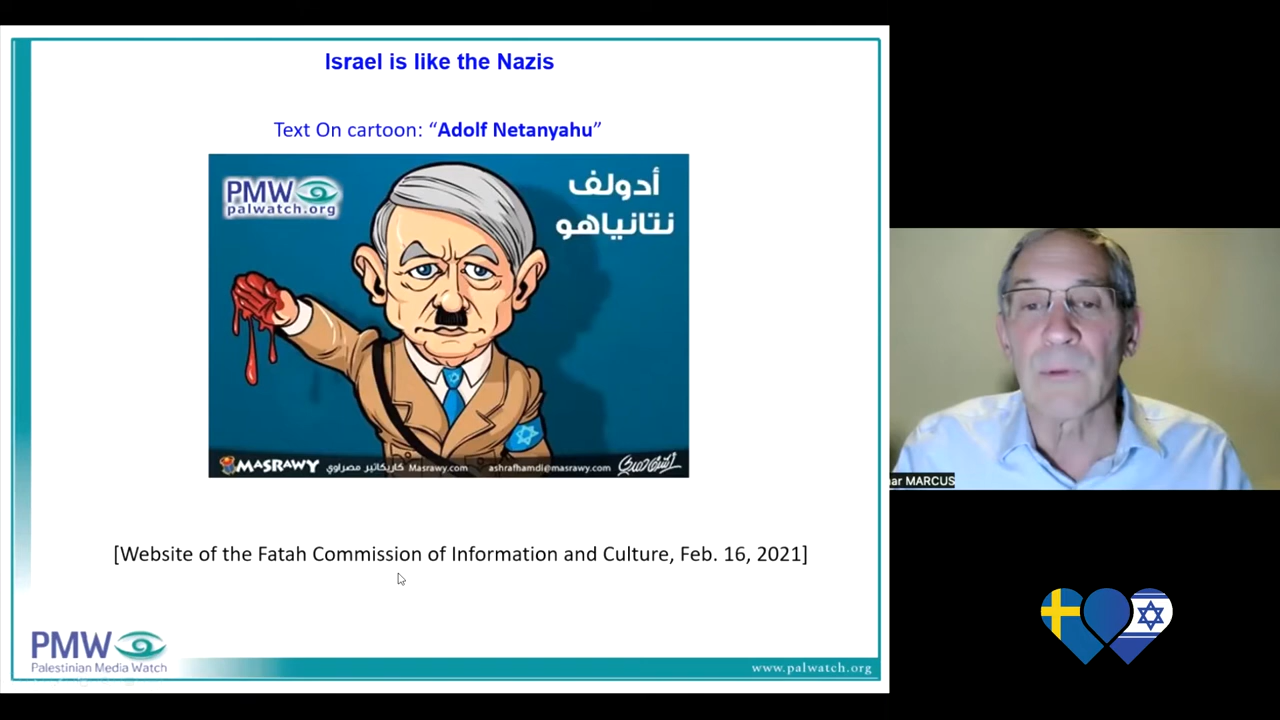 Israel is like the Nazis
Text On cartoon: “Adolf Netanyahu”
PMW
palwatch.org
أدولف
نتانياهو
MASRAWY كاريكاتير مصراوي Masrawy.com ashrafhamdi@masrawy.com
[Website of the Fatah Commission of Information and Culture, Feb. 16, 2021]
PMW
Palestinian Media Watch
www.palwatch.org
MARCUS